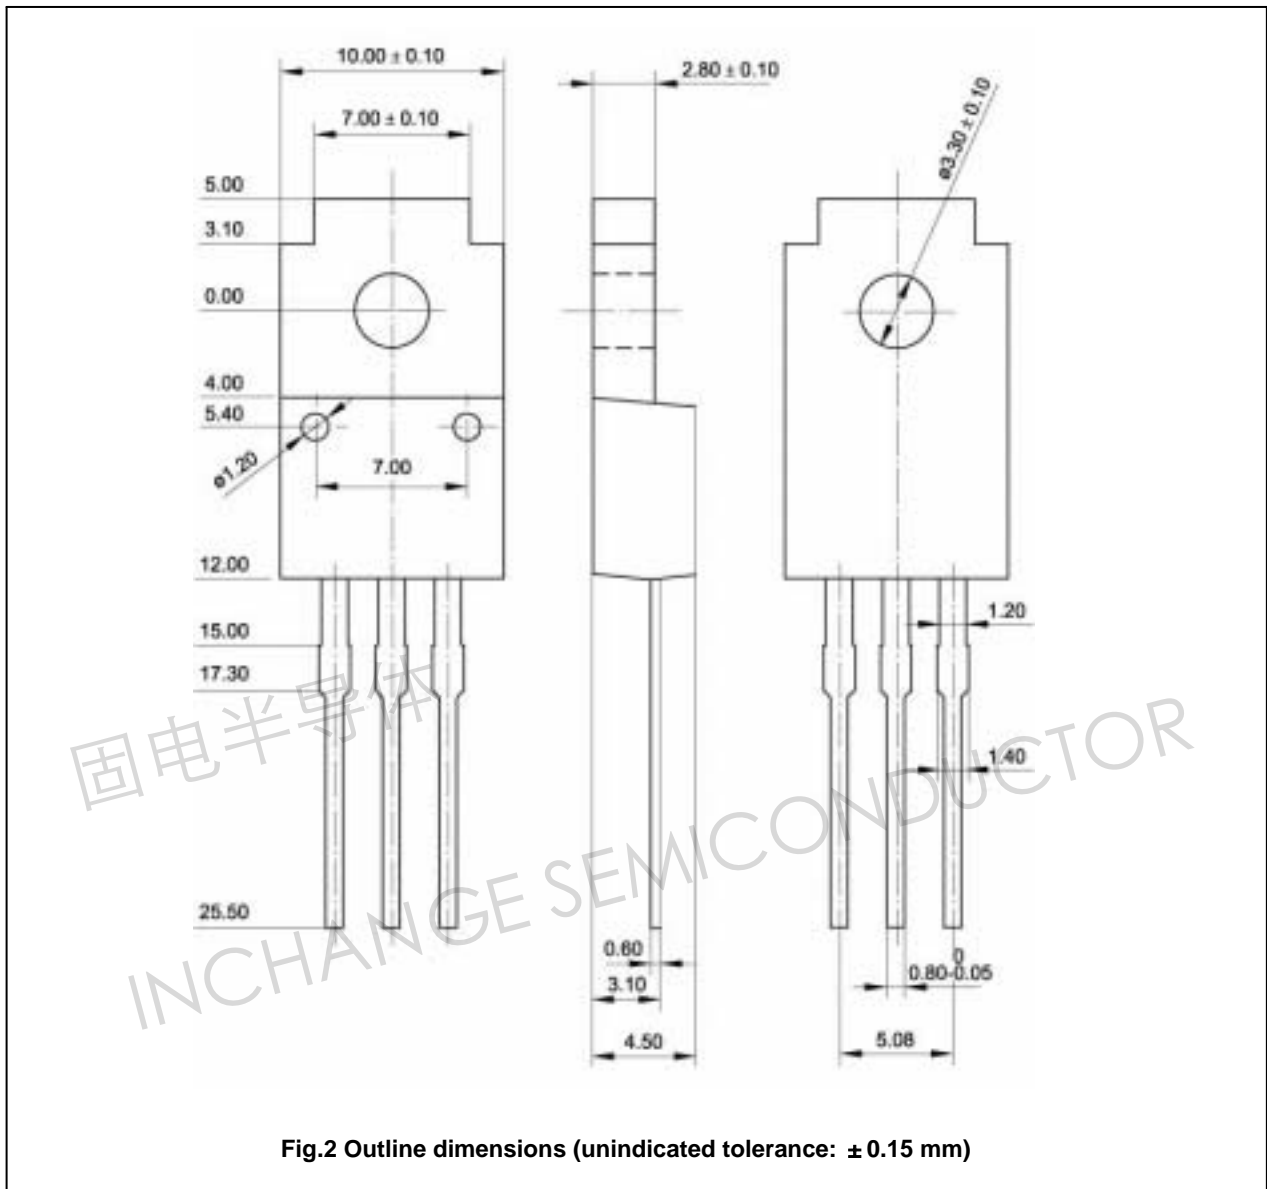 10.00 ± 0.10
2.80 ± 0.10
7.00 ± 0.10
ø3.30 ± 0.10
5.00
3.10
0.00
4.00
5.40
ø1.20
7.00
12.00
15.00
1.20
17.30
固电半导体
1.40
INCHANGE SEMICONDUCTOR
25.50
0.60
0
0.80-0.05
3.10
4.50
5.08
Fig.2 Outline dimensions (unindicated tolerance: ± 0.15 mm)